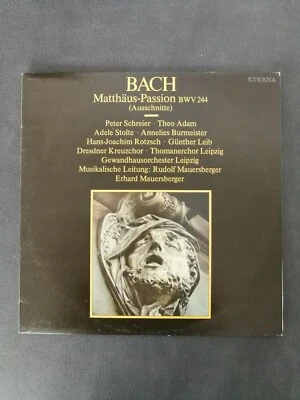 BACH
ETERNA
Matthäus-Passion BWV 244
(Ausschnitte)
Peter Schreier · Theo Adam
Adele Stolte · Annelies Burmeister
Hans-Joachim Rotzsch · Günther Leib
Dresdner Kreuzchor · Thomanerchor Leipzig
Gewandhausorchester Leipzig
Musikalische Leitung: Rudolf Mauersberger
Erhard Mauersberger